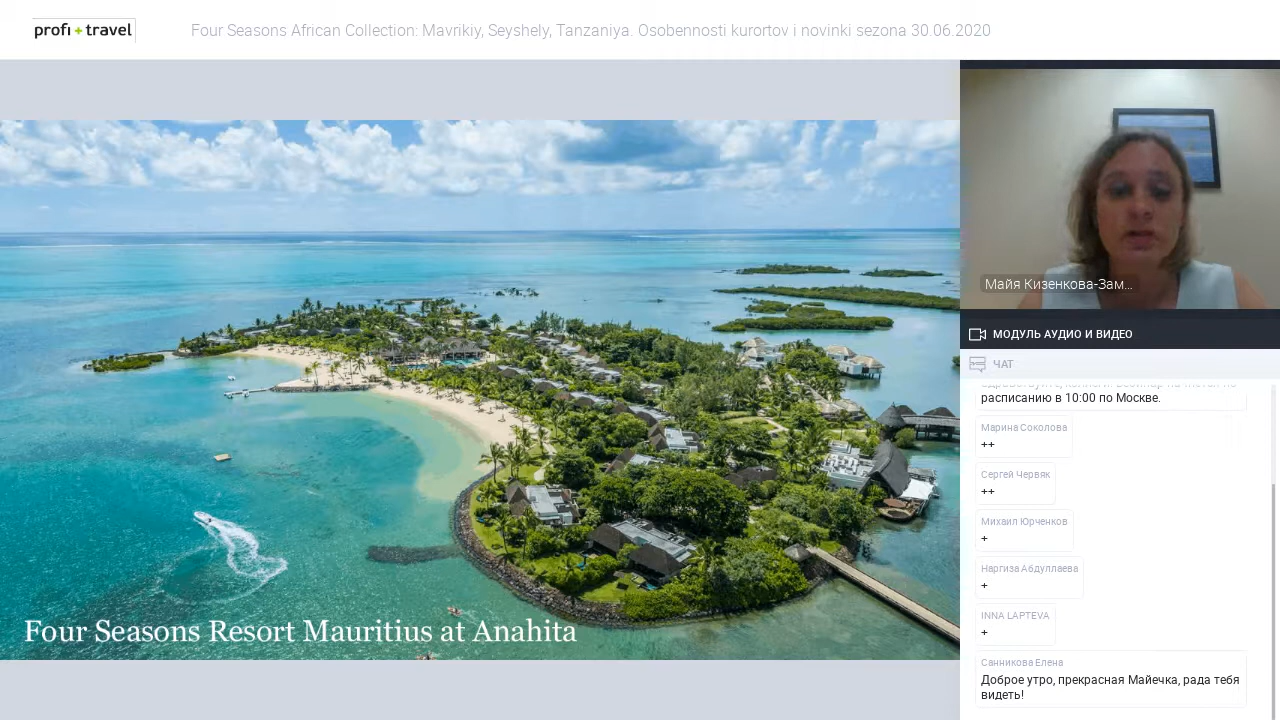 profi + travel
Four Seasons African Collection: Mavrikiy, Seyshely, Tanzaniya. Osobennosti kurortov i novinki sezona 30.06.2020
Майя Кизенкова-Зам...
МОДУЛЬ АУДИО И ВИДЕО
ЧАТ
расписанию в 10:00 по Москве.
Марина Соколова
++
Сергей Червяк
++
Михаил Юрченков
+
Наргиза Абдуллаева
+
INNA LAPTEVA
+
Санникова Елена
Доброе утро, прекрасная Майечка, рада тебя
видеть!
Four Seasons Resort Mauritius at Anahita